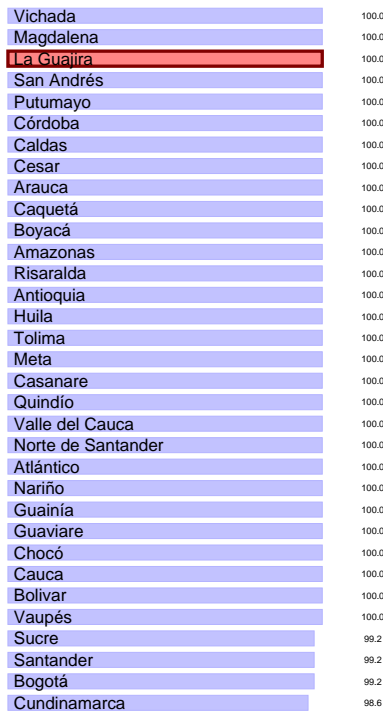 Vichada 100.0
Magdalena 100.0
La Guajira 100.0
San Andrés 100.0
Putumayo 100.0
Córdoba 100.0
Caldas 100.0
Cesar 100.0
Arauca 100.0
Caquetá 100.0
Boyacá 100.0
Amazonas 100.0
Risaralda 100.0
Antioquia 100.0
Huila 100.0
Tolima 100.0
Meta 100.0
Casanare 100.0
Quindío 100.0
Valle del Cauca 100.0
Norte de Santander 100.0
Atlántico 100.0
Nariño 100.0
Guainía 100.0
Guaviare 100.0
Chocó 100.0
Cauca 100.0
Bolivar 100.0
Vaupés 100.0
Sucre 99.2
Santander 99.2
Bogotá 99.2
Cundinamarca 98.6